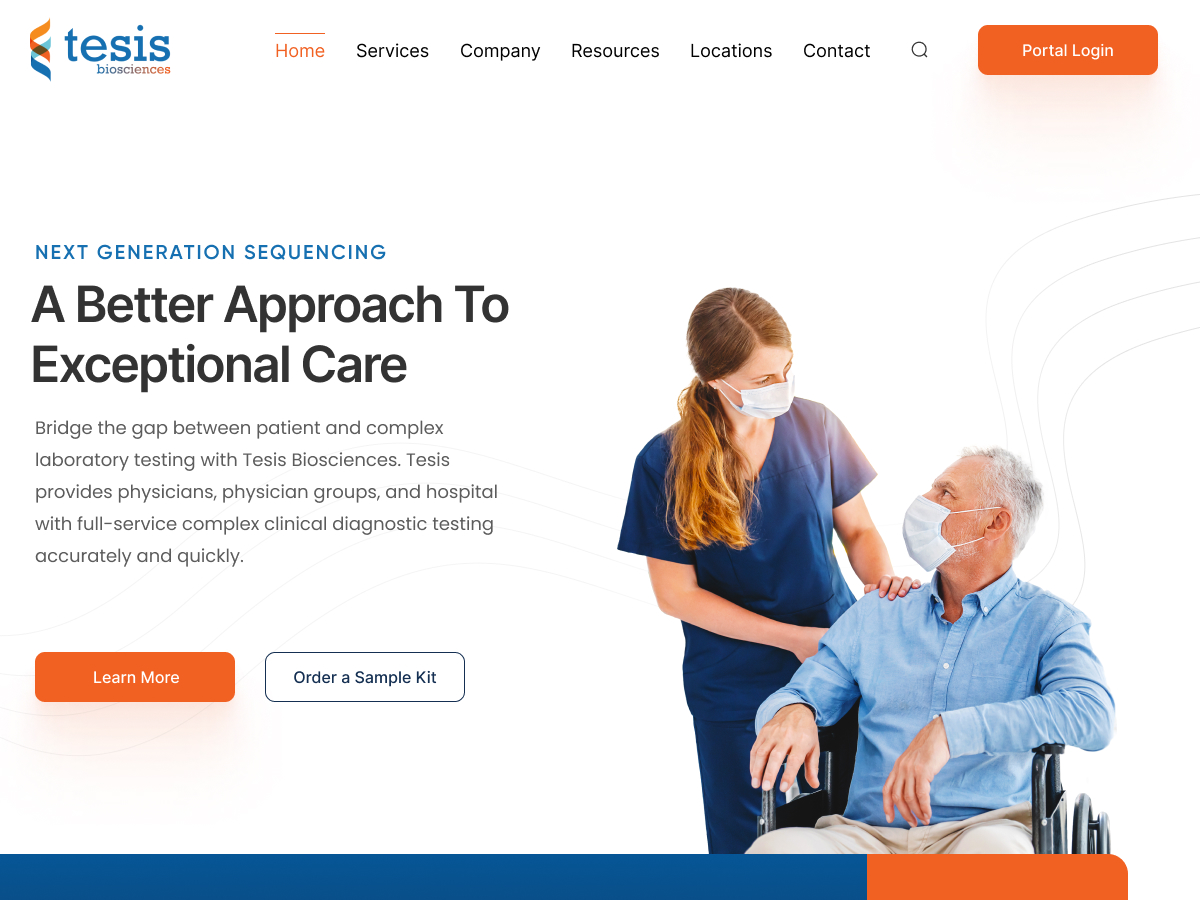 tesis
biosciences
Home Services Company Resources Locations Contact
Portal Login
NEXT GENERATION SEQUENCING
A Better Approach To
Exceptional Care
Bridge the gap between patient and complex
laboratory testing with Tesis Biosciences. Tesis
provides physicians, physician groups, and hospital
with full-service complex clinical diagnostic testing
accurately and quickly.
Learn More
Order a Sample Kit